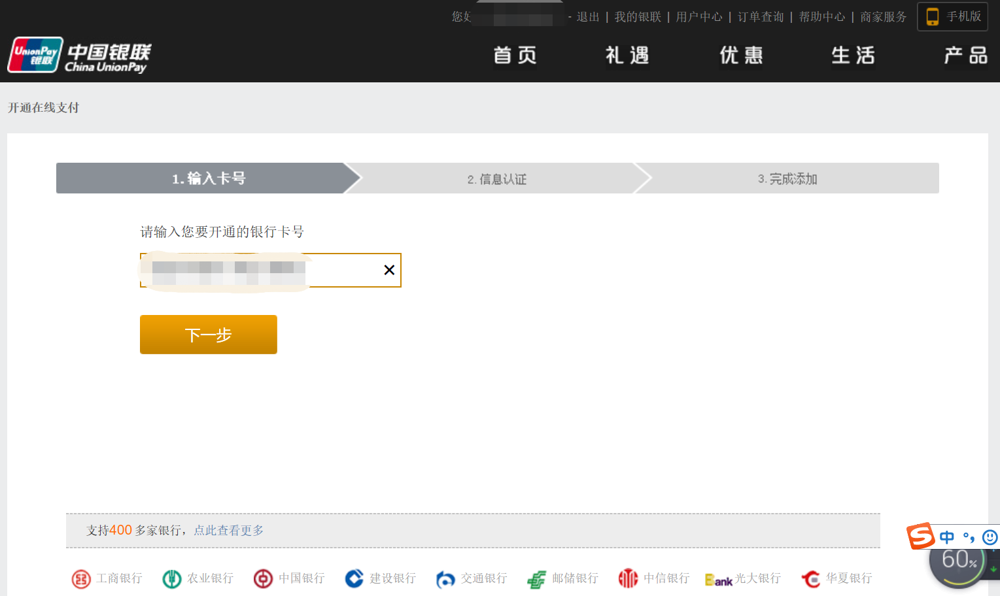 您好 - 退出 | 我的银联 | 用户中心 | 订单查询 | 帮助中心 | 商家服务 手机版
UnionPay 银联 中国银联 China UnionPay
首页 礼遇 优惠 生活 产品
开通在线支付
1.输入卡号 2.信息认证 3.完成添加
请输入您要开通的银行卡号
×
下一步
支持400 多家银行，点此查看更多
中 °,
60%
工商银行 农业银行 中国银行 建设银行 交通银行 邮储银行 中信银行 Bank 光大银行 华夏银行